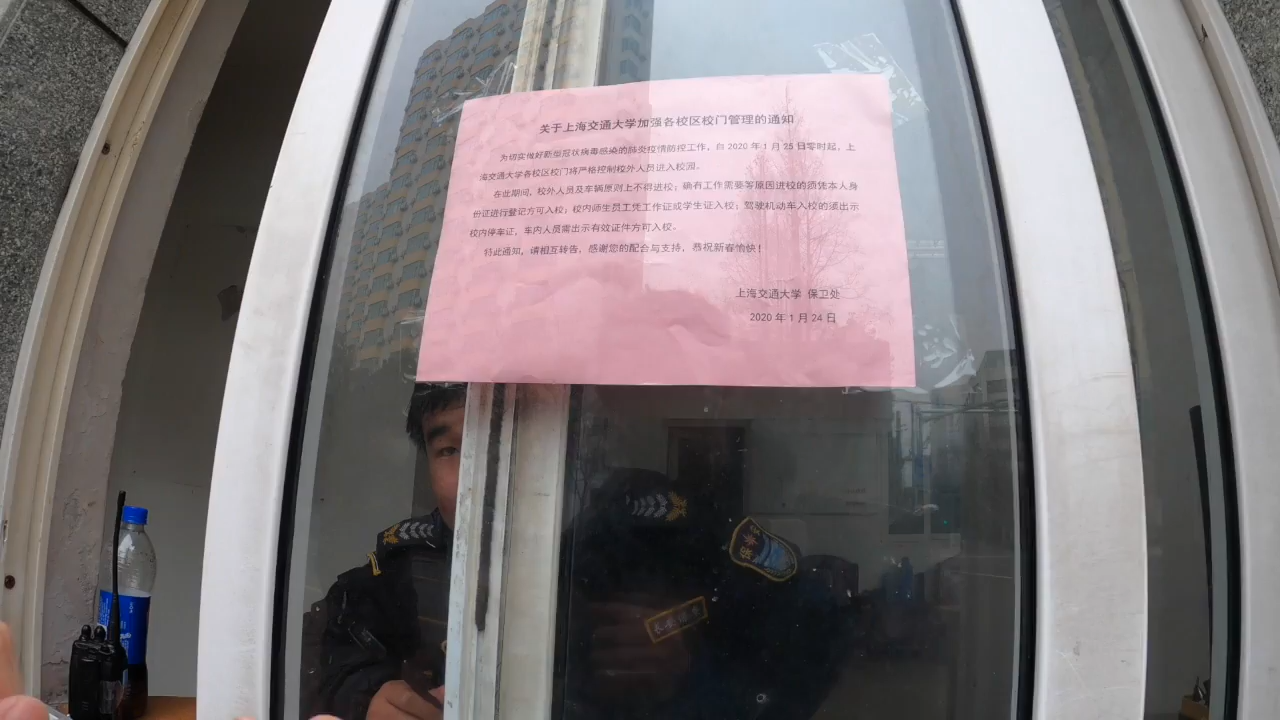 关于上海交通大学加强各校区校门管理的通知
为切实做好新型冠状病毒感染的肺炎疫情防控工作，自 2020 年 1 月 25 日零时起，上
海交通大学各校区校门将严格控制校外人员进入校园。
在此期间，校外人员及车辆原则上不得进校；确有工作需要等原因进校的须凭本人身
份证进行登记方可入校；校内师生员工凭工作证或学生证入校；驾驶机动车入校的须出示
校内停车证，车内人员需出示有效证件方可入校。
特此通知，请相互转告，感谢您的配合与支持，恭祝新春愉快！
上海交通大学 保卫处
2020 年 1 月 24 日